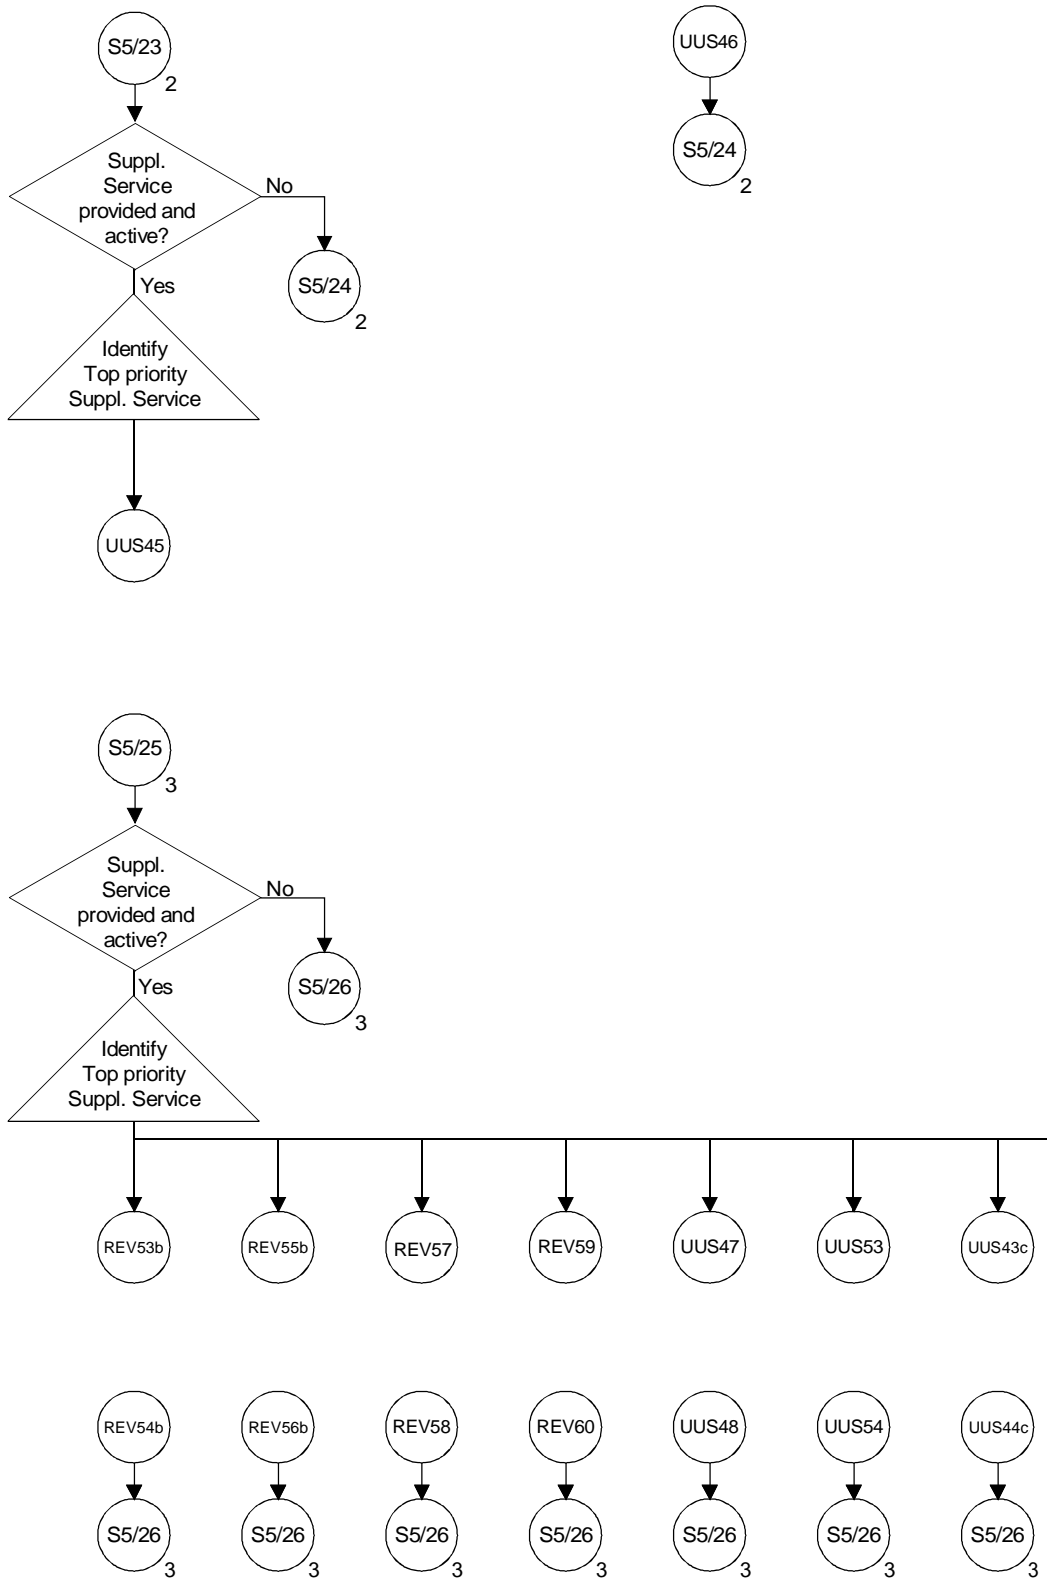 S5/23
2
Suppl.
Service
provided and
active?
No
S5/24
2
Yes
Identify
Top priority
Suppl. Service
UUS45
UUS46
S5/24
2
S5/25
3
Suppl.
Service
provided and
active?
No
S5/26
3
Yes
Identify
Top priority
Suppl. Service
REV53b
REV55b
REV57
REV59
UUS47
UUS53
UUS43c
REV54b
REV56b
REV58
REV60
UUS48
UUS54
UUS44c
S5/26
3
S5/26
3
S5/26
3
S5/26
3
S5/26
3
S5/26
3
S5/26
3